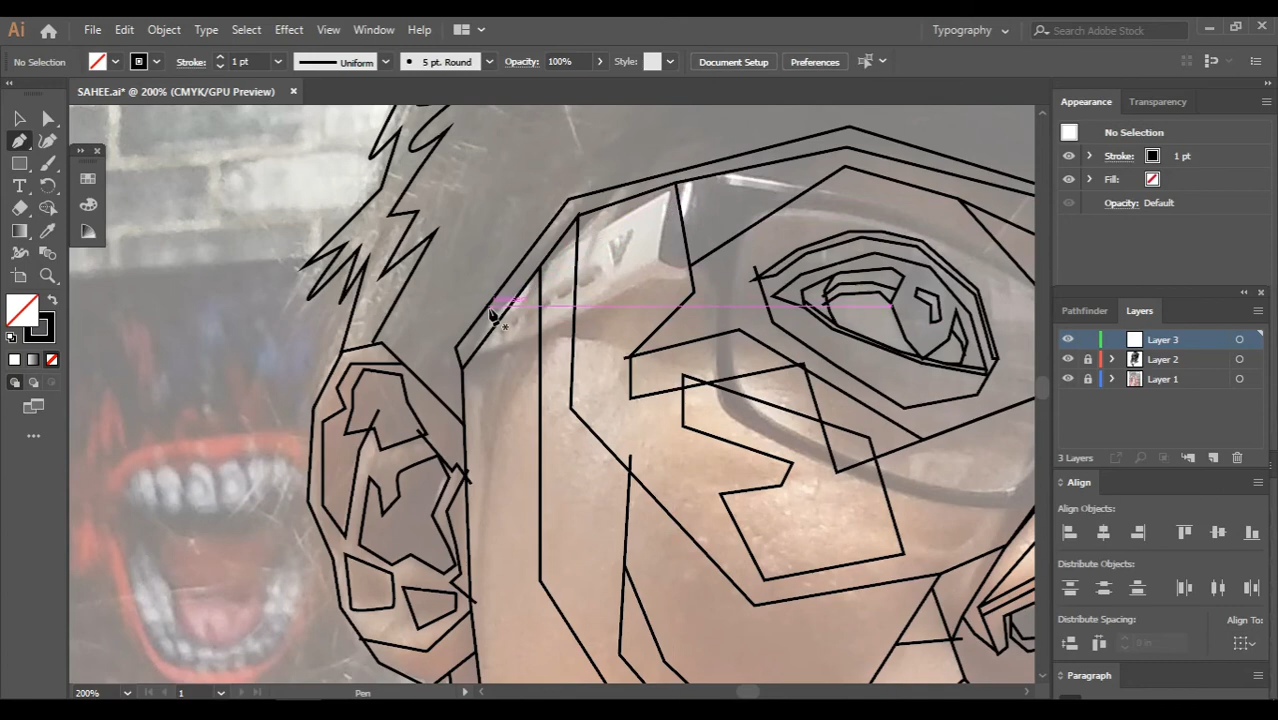 Ai File Edit Object Type Select Effect View Window Help Typography Search Adobe Stock
No Selection Stroke: 1 pt Uniform 5 pt. Round Opacity: 100% Style: Document Setup Preferences
SAHEE.ai* @ 200% (CMYK/GPU Preview)
Appearance Transparency
No Selection
Stroke: 1 pt
Fill:
Opacity: Default
Pathfinder Layers
Layer 3
Layer 2
Layer 1
3 Layers
Align
Align Objects:
Distribute Objects:
Distribute Spacing: Align To:
0 in
Paragraph
200% 1 Pen